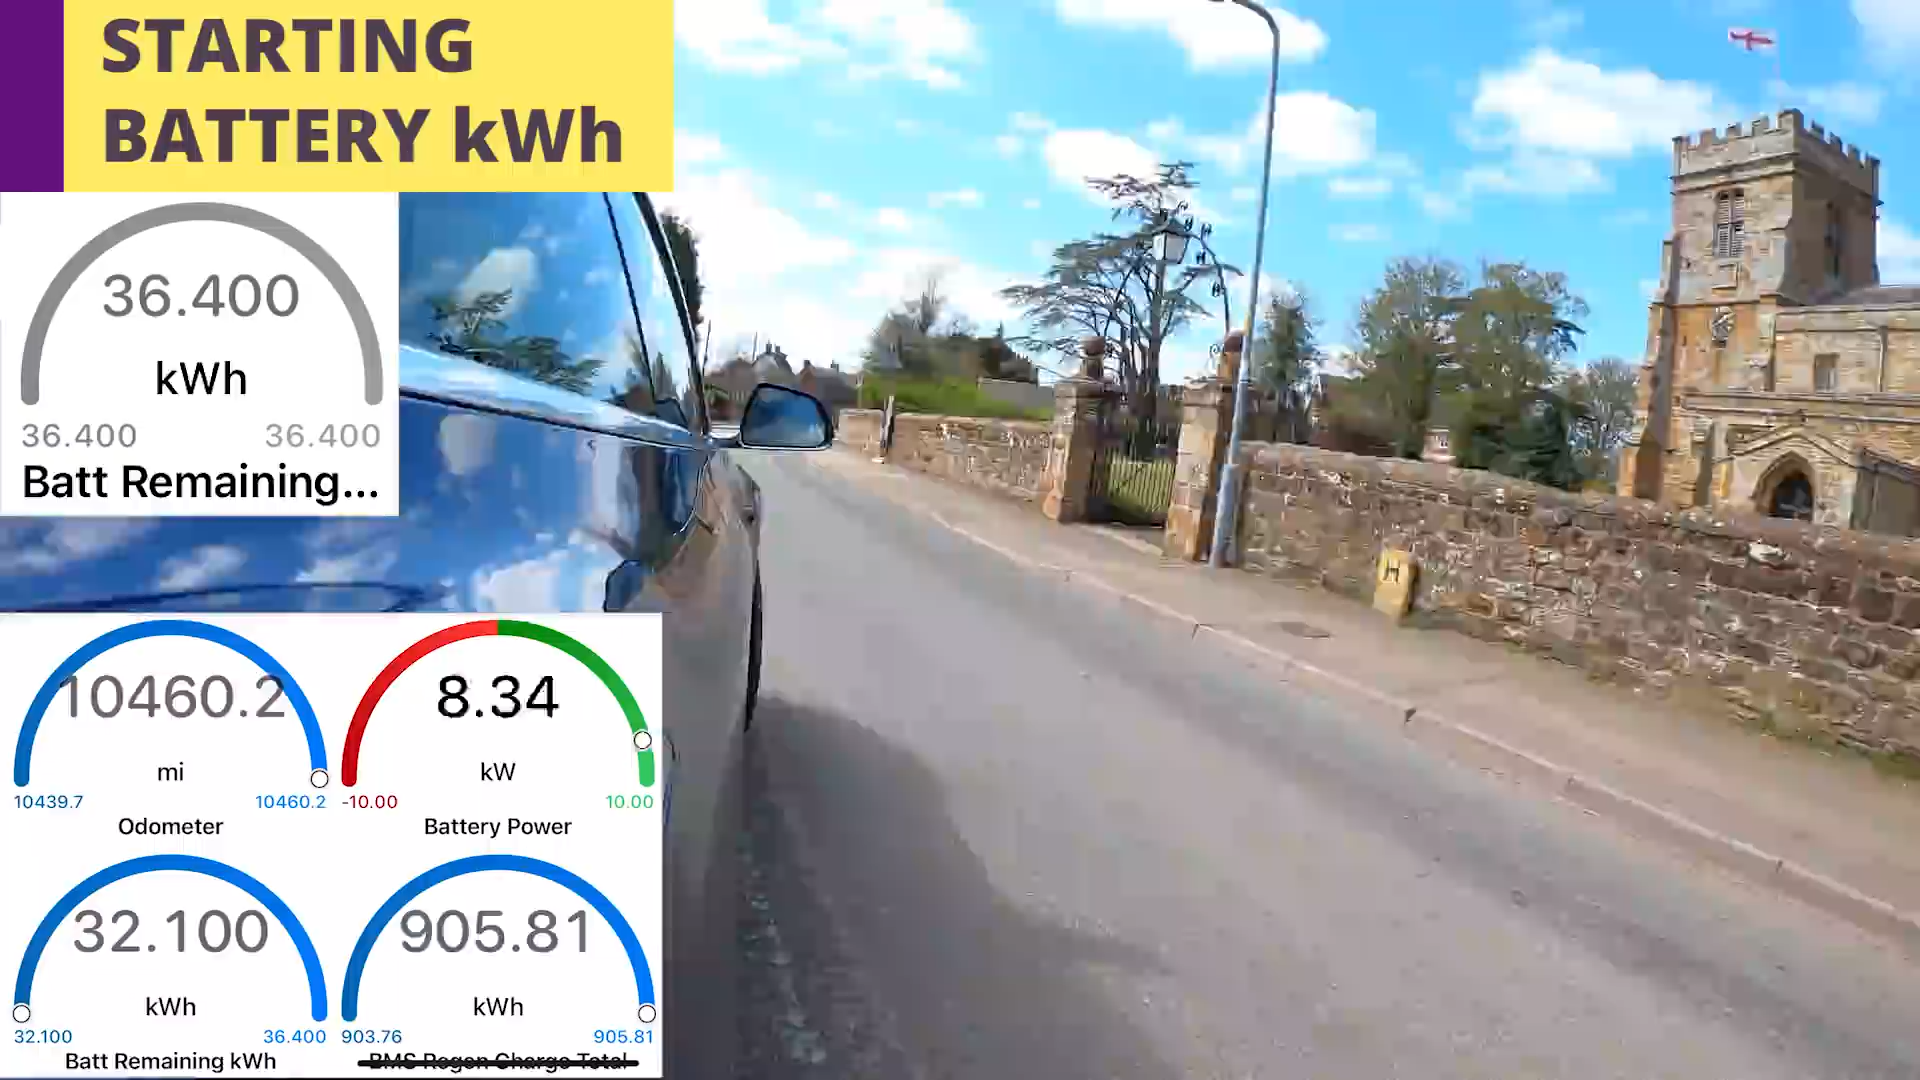 STARTING
BATTERY kWh
36.400
kWh
36.400 36.400
Batt Remaining...
10460.2
mi
10439.7 10460.2
Odometer
8.34
kW
-10.00 10.00
Battery Power
32.100
kWh
32.100 36.400
Batt Remaining kWh
905.81
kWh
903.76 905.81
BMS Regen Charge Total
H